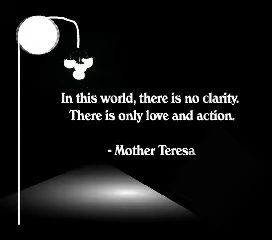 In this world, there is no clarity.
There is only love and action.
- Mother Teresa